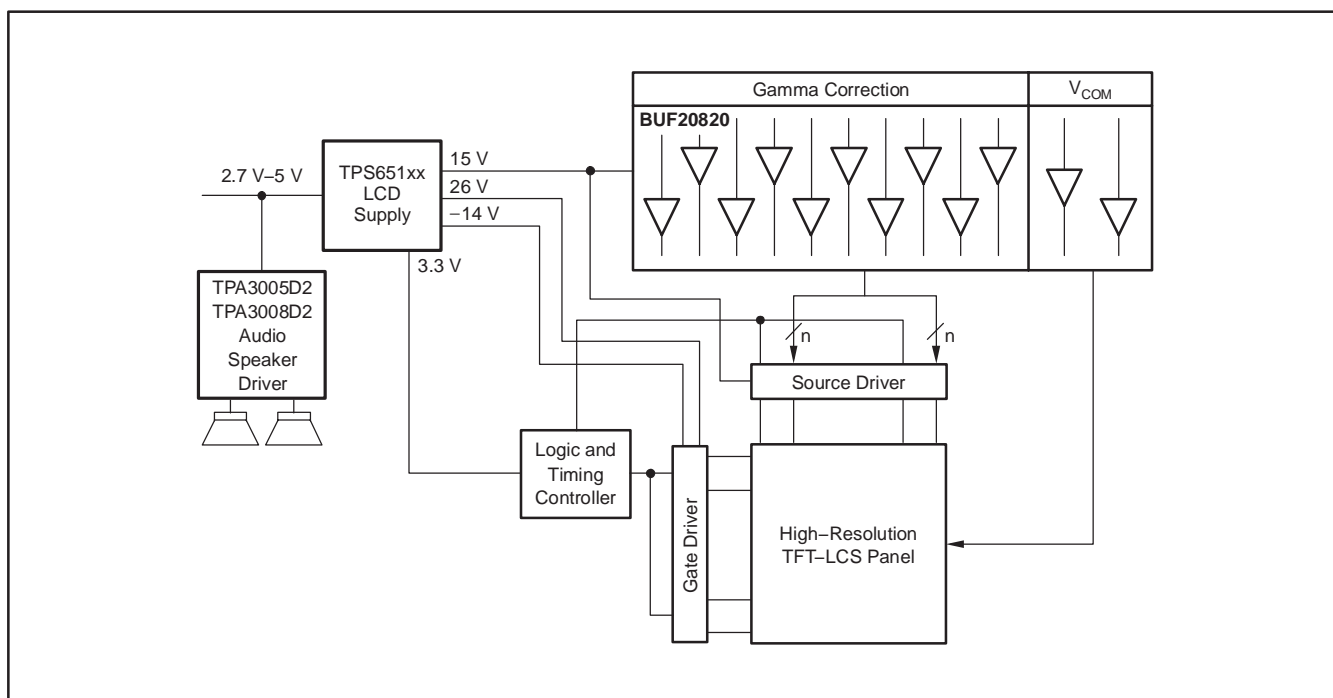 Gamma Correction
VCOM
BUF20820
2.7 V–5 V
TPS651xx
LCD
Supply
15 V
26 V
–14 V
3.3 V
TPA3005D2
TPA3008D2
Audio
Speaker
Driver
n
n
Source Driver
Logic and
Timing
Controller
Gate Driver
High–Resolution
TFT–LCS Panel